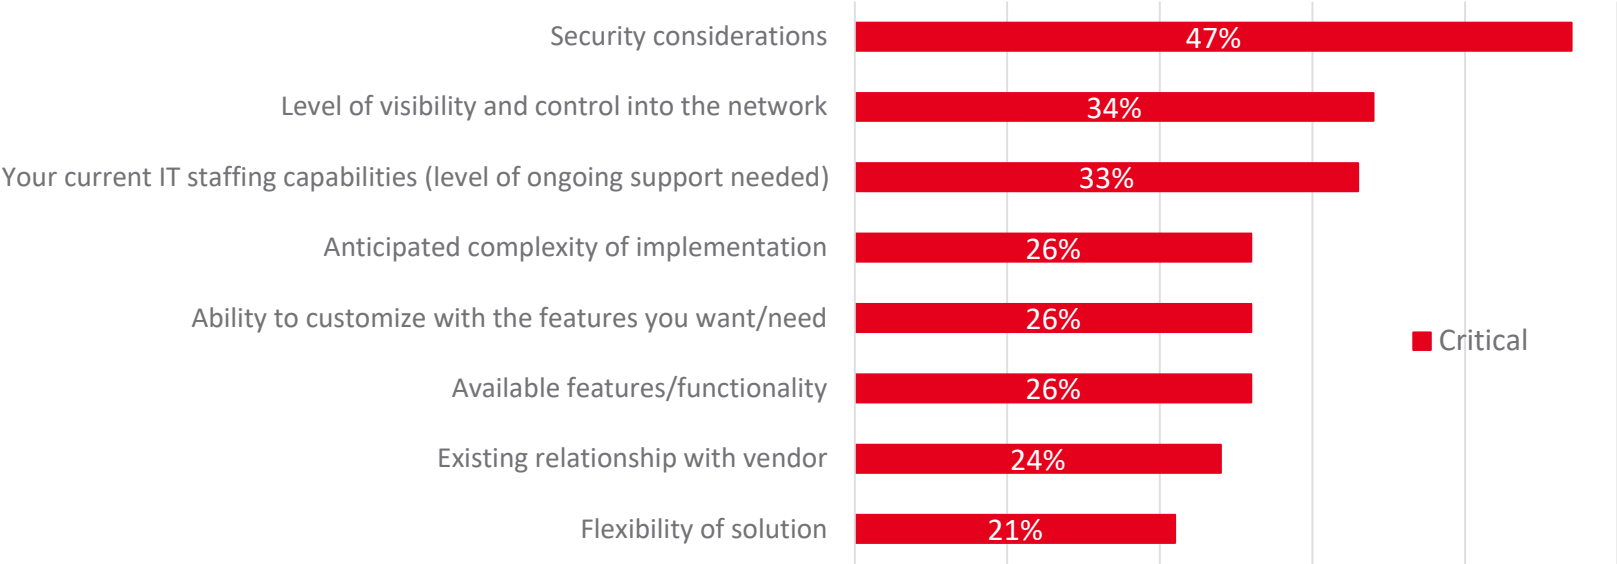 Security considerations 47%
Level of visibility and control into the network 34%
Your current IT staffing capabilities (level of ongoing support needed) 33%
Anticipated complexity of implementation 26%
Ability to customize with the features you want/need 26%
Critical
Available features/functionality 26%
Existing relationship with vendor 24%
Flexibility of solution 21%